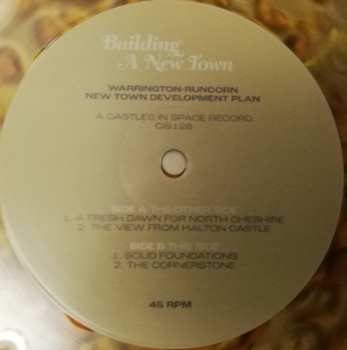 Building
A New Town
WARRINGTON-RUNCORN
NEW TOWN DEVELOPMENT PLAN
A CASTLES IN SPACE RECORD.
CIS126
SIDE A: THE OTHER SIDE
1. A FRESH DAWN FOR NORTH CHESHIRE
2. THE VIEW FROM HALTON CASTLE
SIDE B: THIS SIDE
1. SOLID FOUNDATIONS
2. THE CORNERSTONE
45 RPM